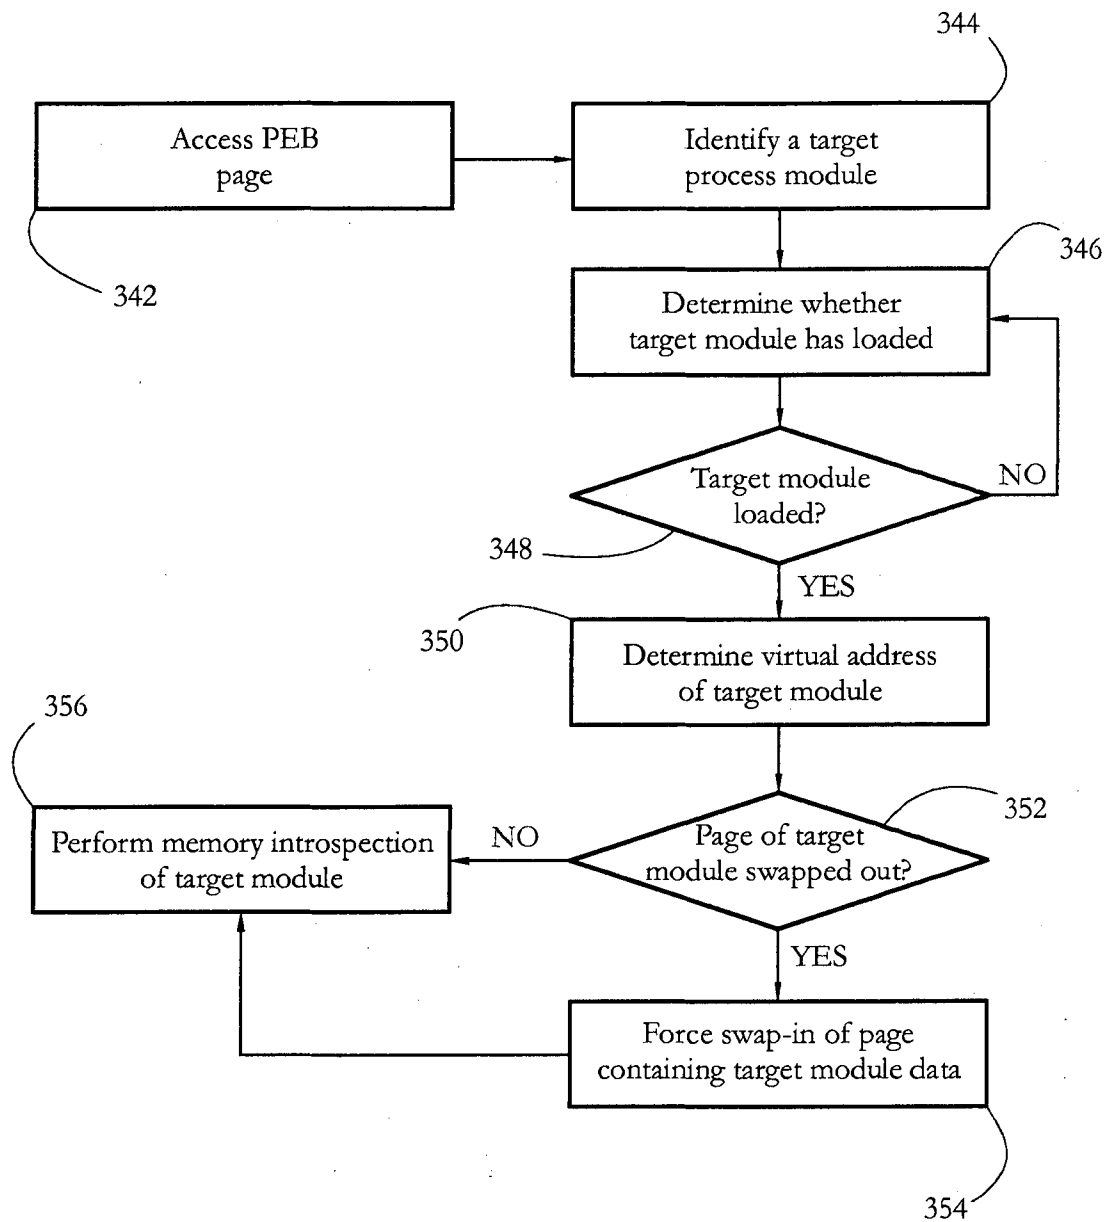 344
Access PEB
page
Identify a target
process module
346
342
Determine whether
target module has loaded
Target module
loaded?
NO
348
YES
350
Determine virtual address
of target module
356
352
Perform memory introspection
of target module
NO
Page of target
module swapped out?
YES
Force swap-in of page
containing target module data
354